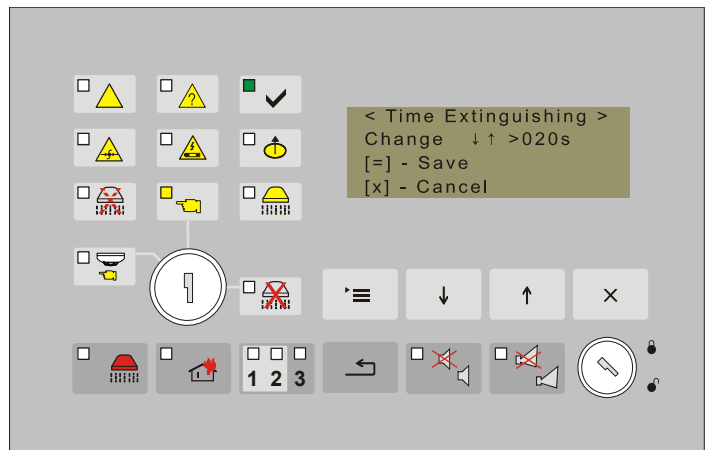 < Time Extinguishing >
Change ↓↑ >020s
[=] - Save
[x] - Cancel
1 2 3